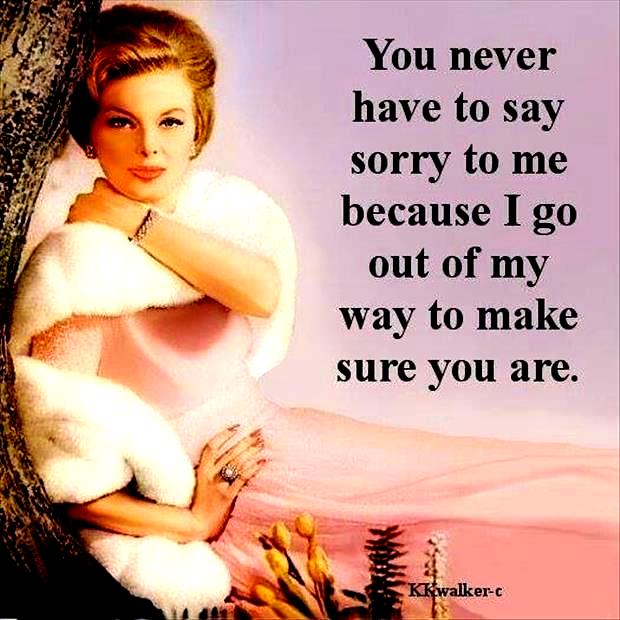 You never
have to say
sorry to me
because I go
out of my
way to make
sure you are.
KKwalker-c